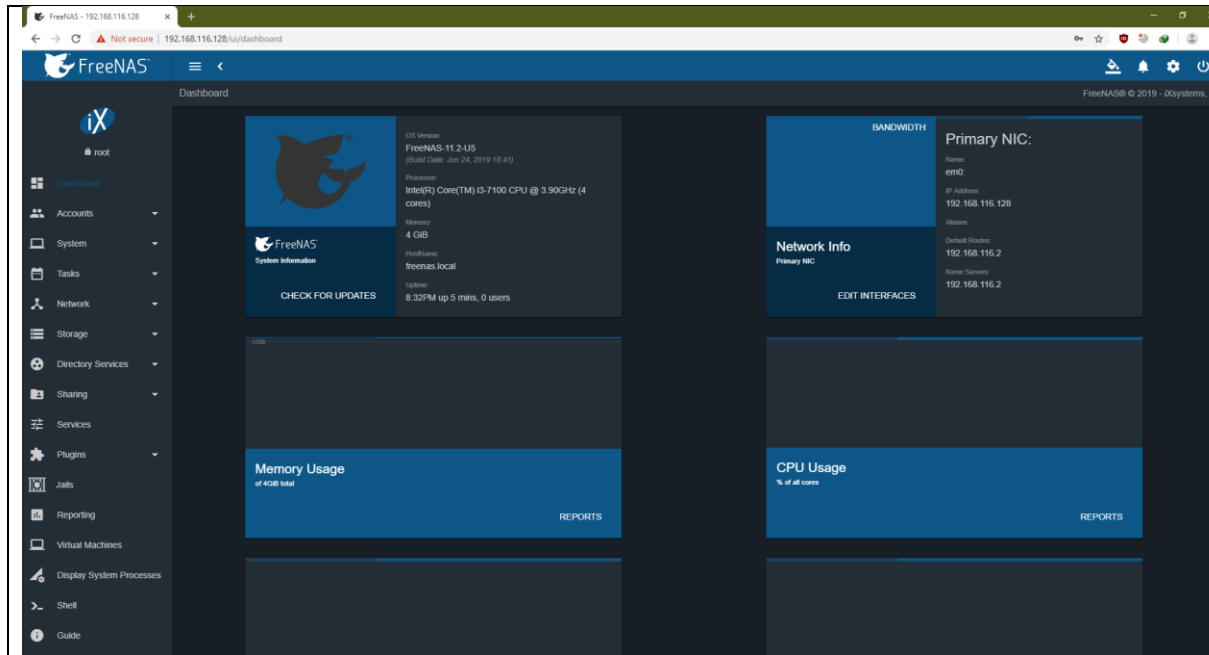 FreeNAS - 192.168.116.128
Not secure | 192.168.116.128/ui/dashboard
FreeNAS
Dashboard
FreeNAS® © 2019 - iXsystems,
iX
root
Dashboard
Accounts
System
Tasks
Network
Storage
Directory Services
Sharing
Services
Plugins
Jails
Reporting
Virtual Machines
Display System Processes
Shell
Guide
FreeNAS
System Information
CHECK FOR UPDATES
OS Version:
FreeNAS-11.2-U5
(Build Date: Jun 24, 2019 18:41)
Processor:
Intel(R) Core(TM) i3-7100 CPU @ 3.90GHz (4
cores)
Memory:
4 GiB
HostName:
freenas.local
Uptime:
8:32PM up 5 mins, 0 users
BANDWIDTH
Network Info
Primary NIC
EDIT INTERFACES
Primary NIC:
Name:
em0:
IP Address:
192.168.116.128
Aliases:
Default Routes:
192.168.116.2
Name Servers:
192.168.116.2
Memory Usage
of 4GiB total
REPORTS
CPU Usage
% of all cores
REPORTS